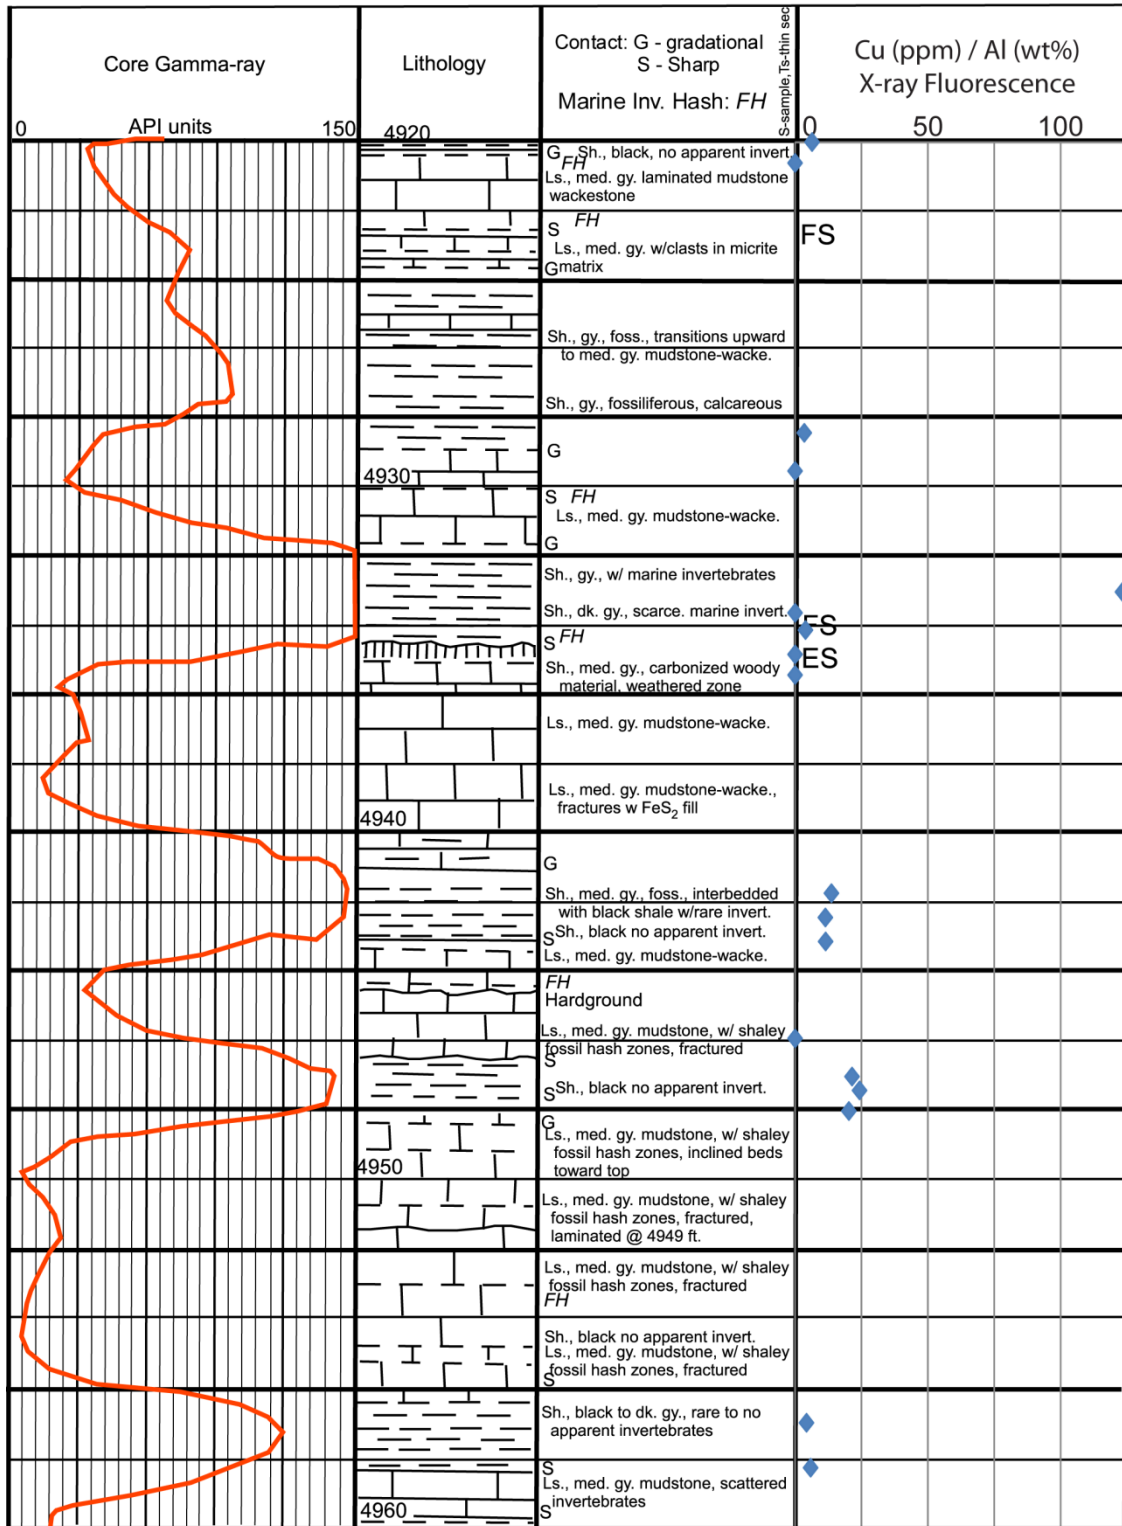 Core Gamma-ray
0 API units 150
Lithology
Contact: G - gradational
S - Sharp
Marine Inv. Hash: FH
S-sample,Ts-thin sec
Cu (ppm) / Al (wt%)
X-ray Fluorescence
0 50 100
4920
G Sh., black, no apparent invert.
FH
Ls., med. gy. laminated mudstone
wackestone
S FH
FS
Ls., med. gy. w/clasts in micrite
G matrix
Sh., gy., foss., transitions upward
to med. gy. mudstone-wacke.
Sh., gy., fossiliferous, calcareous
G
4930
S FH
Ls., med. gy. mudstone-wacke.
G
Sh., gy., w/ marine invertebrates
Sh., dk. gy., scarce. marine invert.
FS
S FH
ES
Sh., med. gy., carbonized woody
material, weathered zone
Ls., med. gy. mudstone-wacke.
Ls., med. gy. mudstone-wacke.,
fractures w FeS2 fill
4940
G
Sh., med. gy., foss., interbedded
with black shale w/rare invert.
S Sh., black no apparent invert.
Ls., med. gy. mudstone-wacke.
FH
Hardground
Ls., med. gy. mudstone, w/ shaley
fossil hash zones, fractured
S
S Sh., black no apparent invert.
G
Ls., med. gy. mudstone, w/ shaley
fossil hash zones, inclined beds
toward top
4950
Ls., med. gy. mudstone, w/ shaley
fossil hash zones, fractured,
laminated @ 4949 ft.
Ls., med. gy. mudstone, w/ shaley
fossil hash zones, fractured
FH
Sh., black no apparent invert.
Ls., med. gy. mudstone, w/ shaley
fossil hash zones, fractured
S
Sh., black to dk. gy., rare to no
apparent invertebrates
S
Ls., med. gy. mudstone, scattered
invertebrates
4960
S